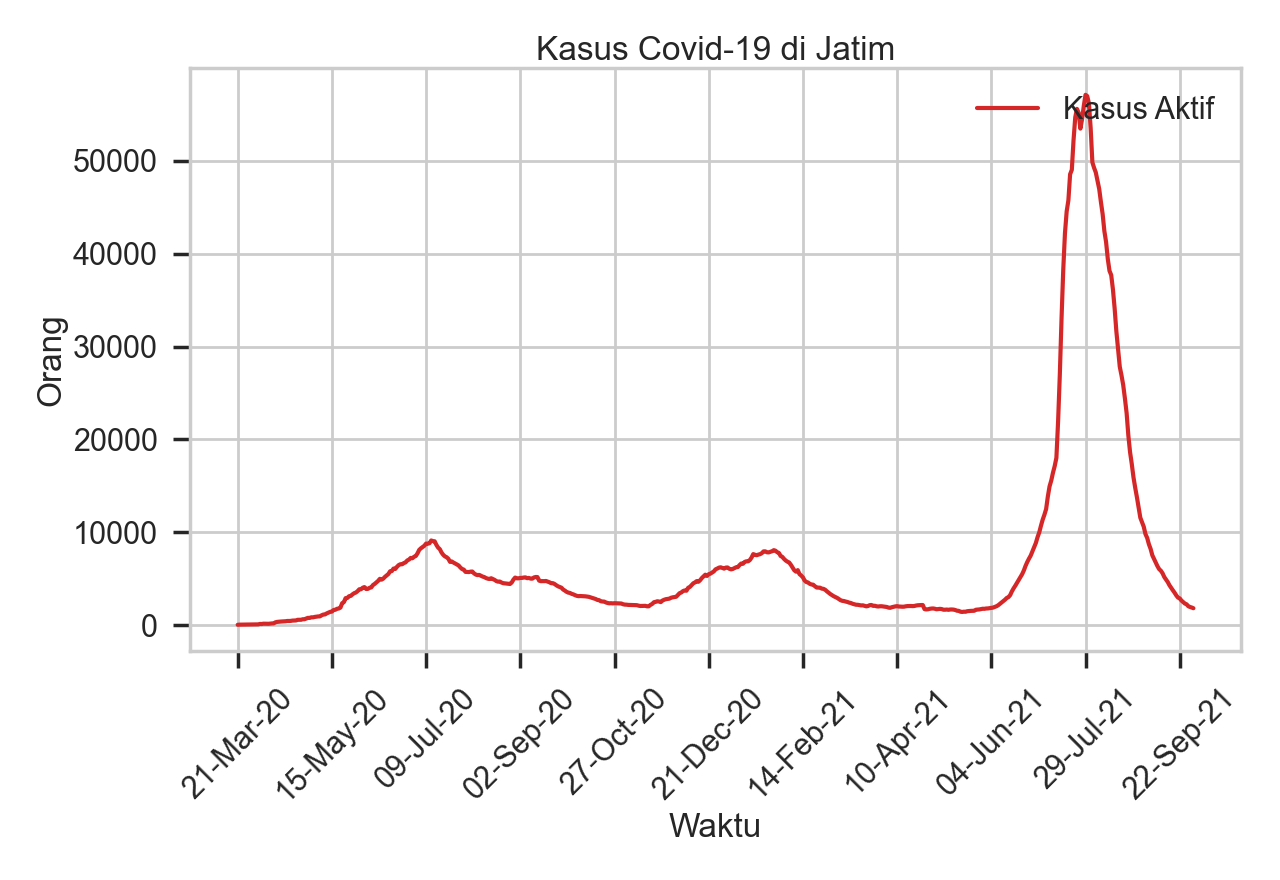 Kasus Covid-19 di Jatim
Kasus Aktif
Orang
50000
40000
30000
20000
10000
0
21-Mar-20
15-May-20
09-Jul-20
02-Sep-20
27-Oct-20
21-Dec-20
14-Feb-21
10-Apr-21
04-Jun-21
29-Jul-21
22-Sep-21
Waktu